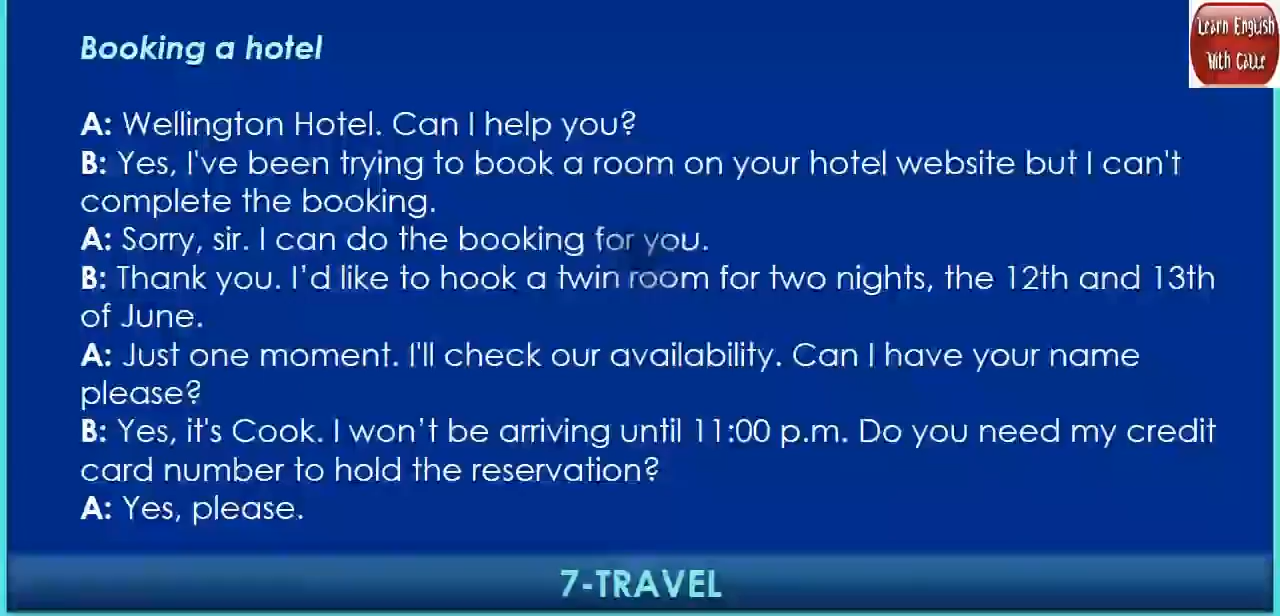 Booking a hotel
Learn English
With Callr
A: Wellington Hotel. Can I help you?
B: Yes, I've been trying to book a room on your hotel website but I can't
complete the booking.
A: Sorry, sir. I can do the booking for you.
B: Thank you. I’d like to hook a twin room for two nights, the 12th and 13th
of June.
A: Just one moment. I'll check our availability. Can I have your name
please?
B: Yes, it's Cook. I won’t be arriving until 11:00 p.m. Do you need my credit
card number to hold the reservation?
A: Yes, please.
7-TRAVEL